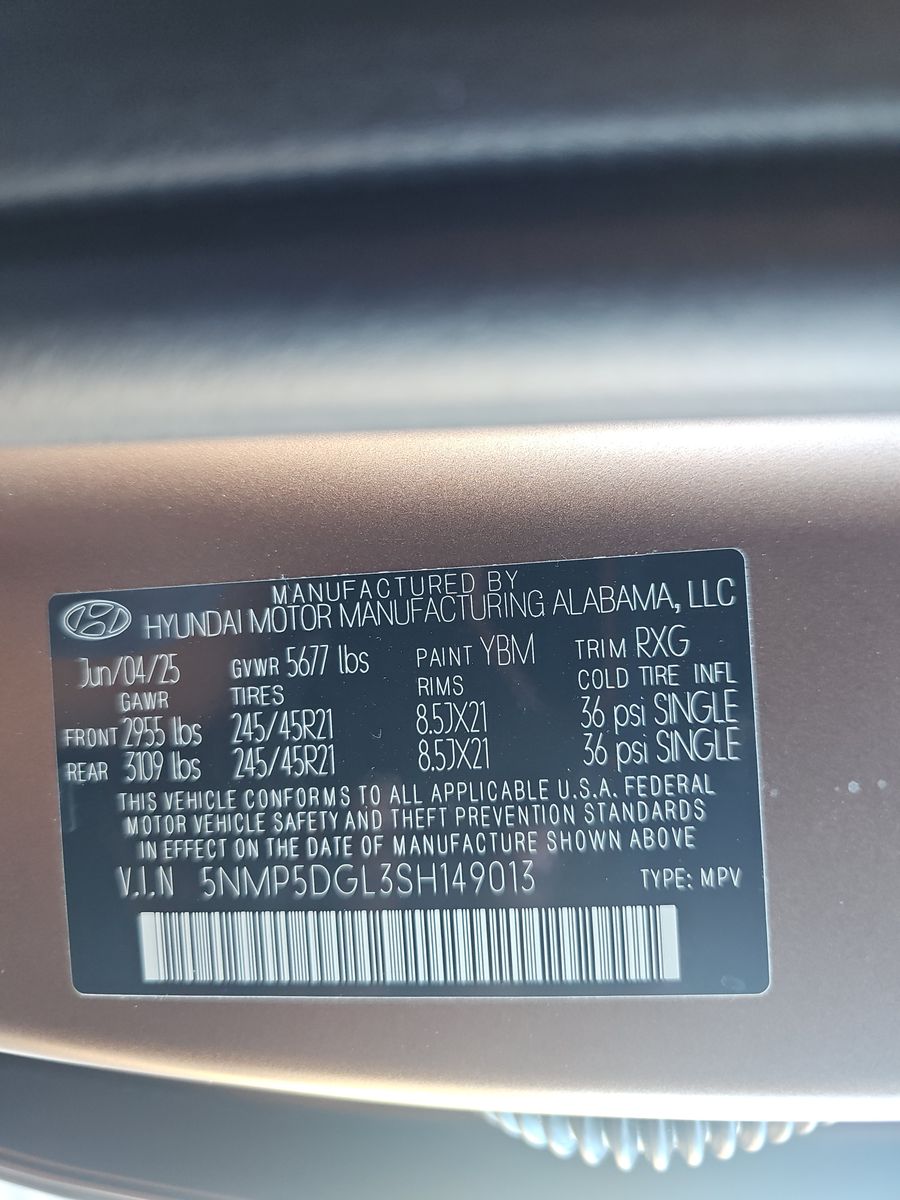 MANUFACTURED BY
HYUNDAI MOTOR MANUFACTURING ALABAMA, LLC
Jun/04/25 GVWR 5677 lbs PAINT YBM TRIM RXG
GAWR TIRES RIMS COLD TIRE INFL
FRONT 2955 lbs 245/45R21 8.5JX21 36 psi SINGLE
REAR 3109 lbs 245/45R21 8.5JX21 36 psi SINGLE
THIS VEHICLE CONFORMS TO ALL APPLICABLE U.S.A. FEDERAL
MOTOR VEHICLE SAFETY AND THEFT PREVENTION STANDARDS
IN EFFECT ON THE DATE OF MANUFACTURE SHOWN ABOVE
V.I.N 5NMP5DGL3SH149013 TYPE: MPV